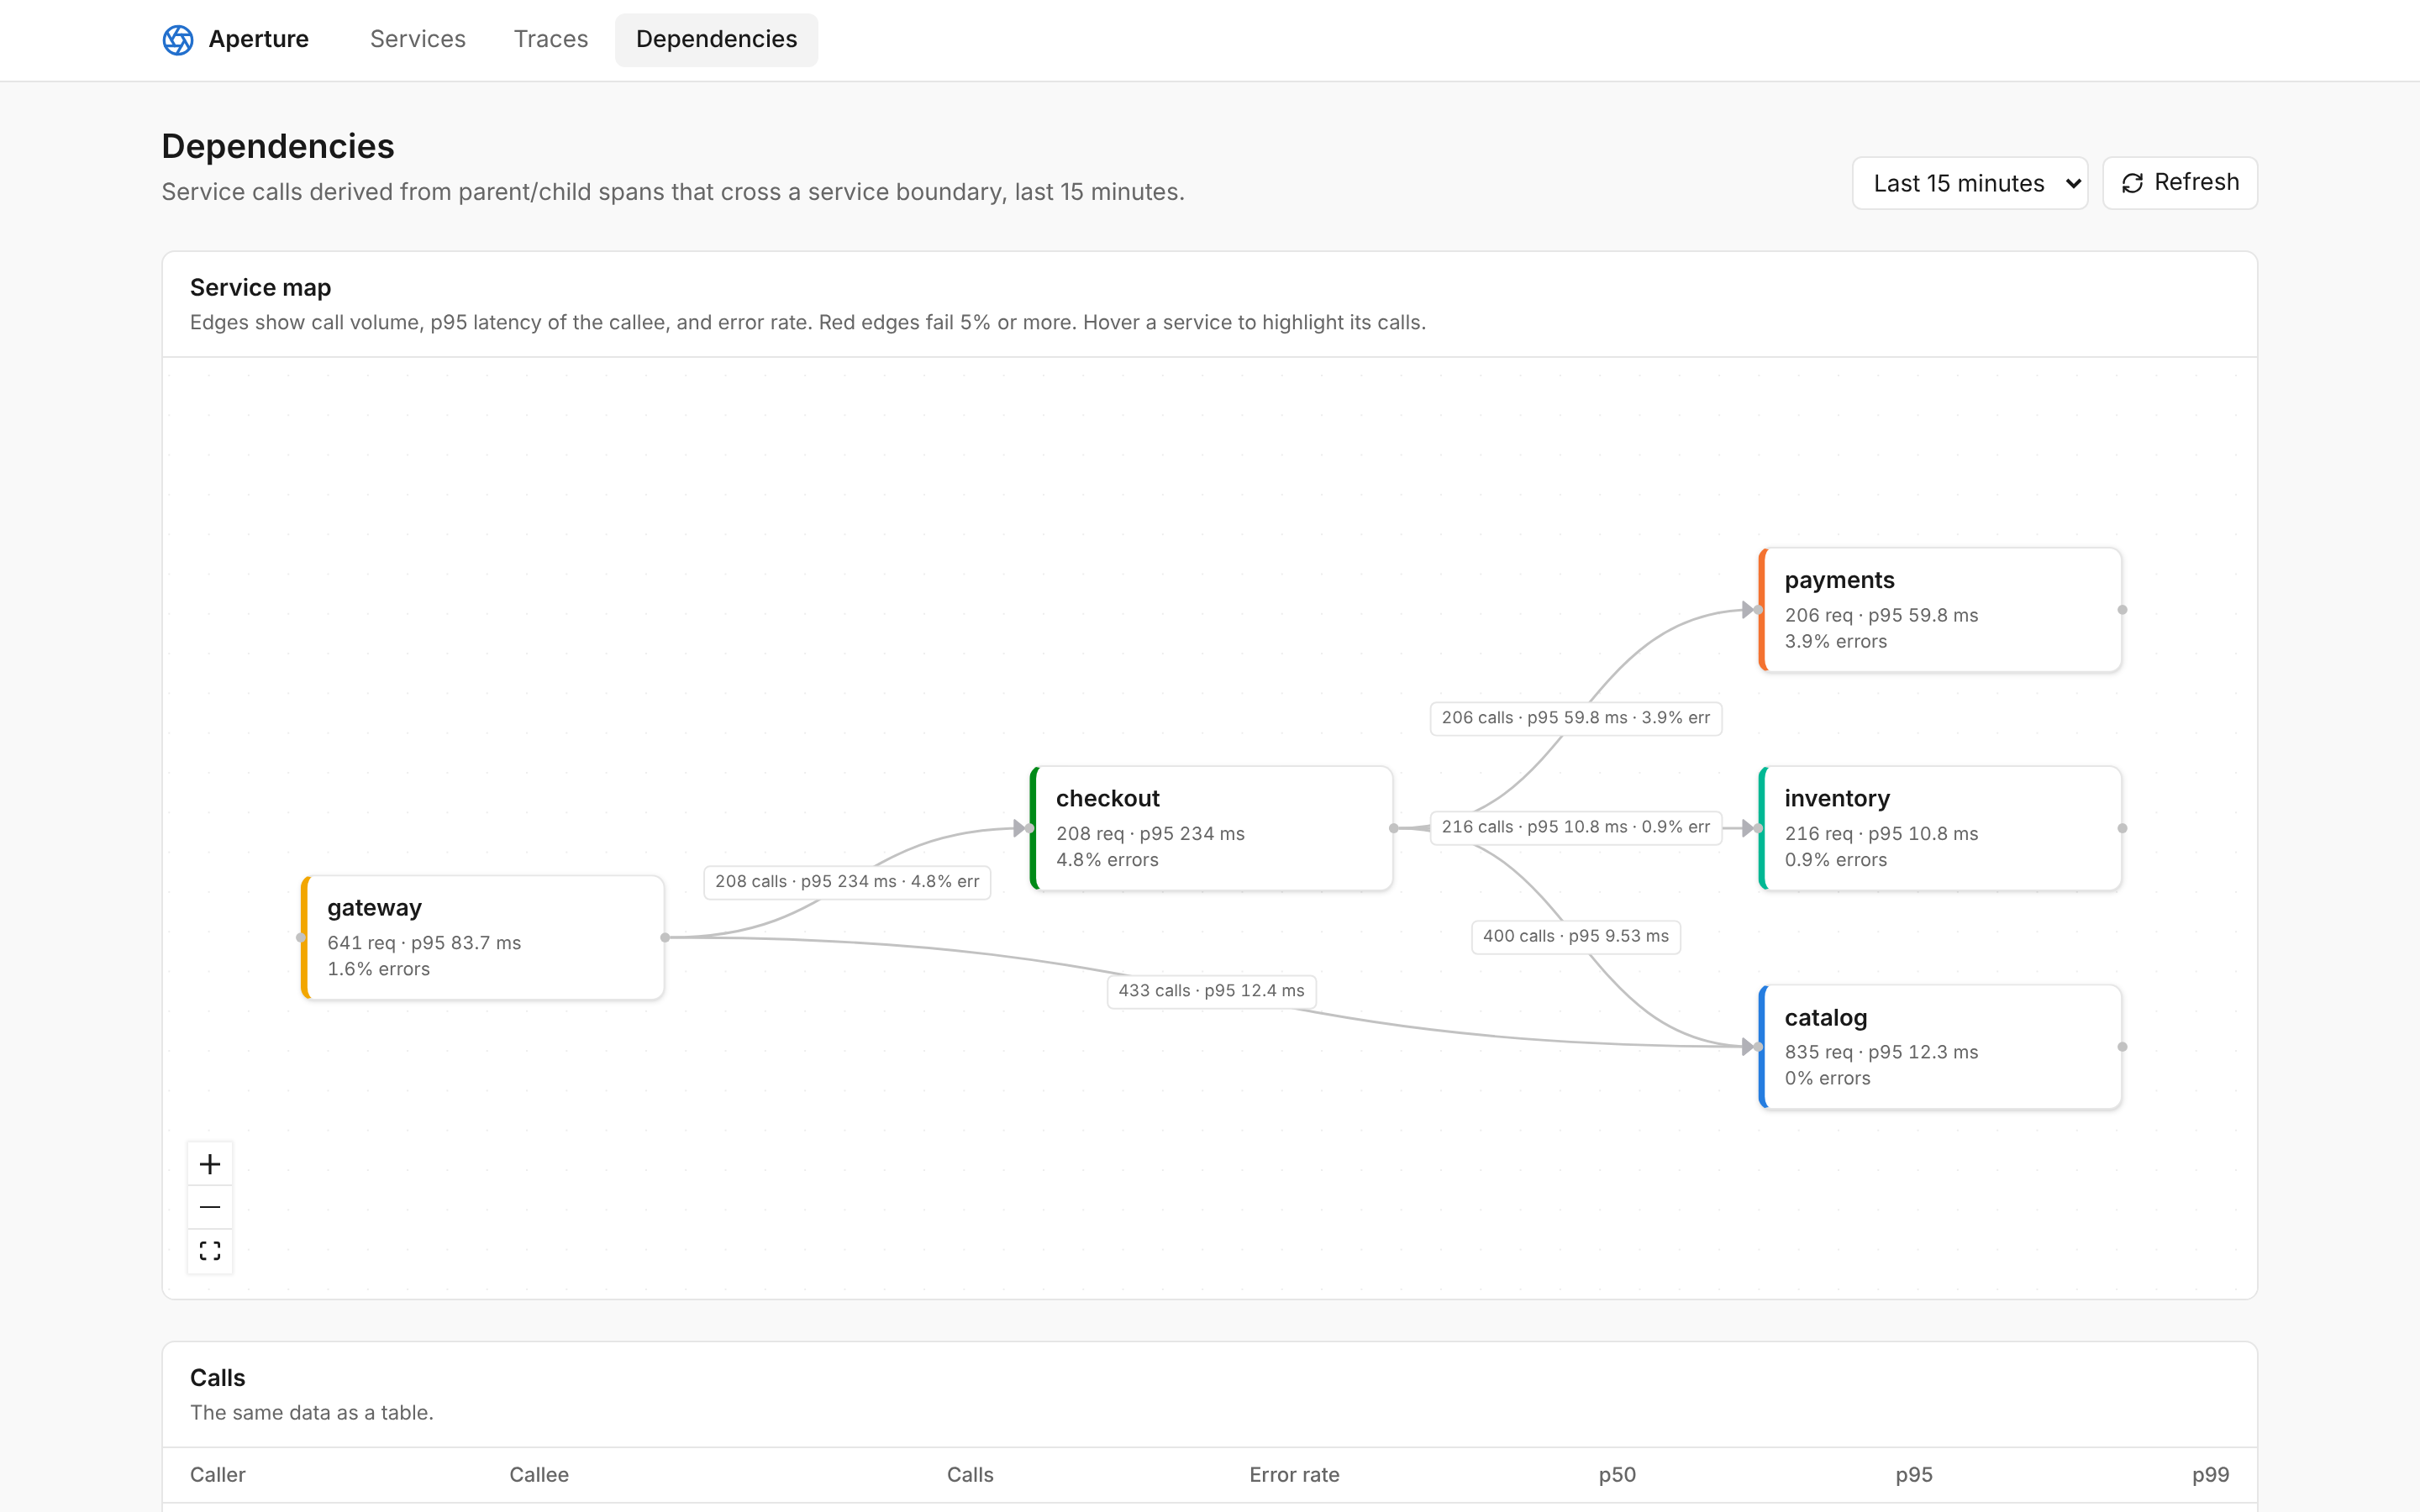 Aperture
Services
Traces
Dependencies
Dependencies
Service calls derived from parent/child spans that cross a service boundary, last 15 minutes.
Last 15 minutes
Refresh
Service map
Edges show call volume, p95 latency of the callee, and error rate. Red edges fail 5% or more. Hover a service to highlight its calls.
payments
206 req · p95 59.8 ms
3.9% errors
206 calls · p95 59.8 ms · 3.9% err
checkout
208 req · p95 234 ms
4.8% errors
216 calls · p95 10.8 ms · 0.9% err
inventory
216 req · p95 10.8 ms
0.9% errors
208 calls · p95 234 ms · 4.8% err
gateway
641 req · p95 83.7 ms
1.6% errors
400 calls · p95 9.53 ms
433 calls · p95 12.4 ms
catalog
835 req · p95 12.3 ms
0% errors
Calls
The same data as a table.
Caller
Callee
Calls
Error rate
p50
p95
p99